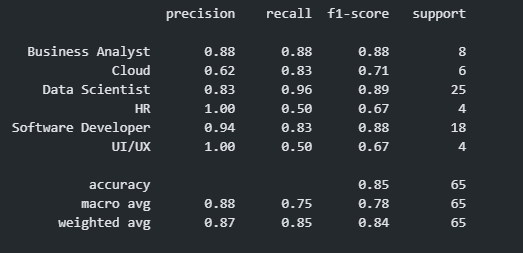 precision recall f1-score support
Business Analyst 0.88 0.88 0.88 8
Cloud 0.62 0.83 0.71 6
Data Scientist 0.83 0.96 0.89 25
HR 1.00 0.50 0.67 4
Software Developer 0.94 0.83 0.88 18
UI/UX 1.00 0.50 0.67 4
accuracy 0.85 65
macro avg 0.88 0.75 0.78 65
weighted avg 0.87 0.85 0.84 65